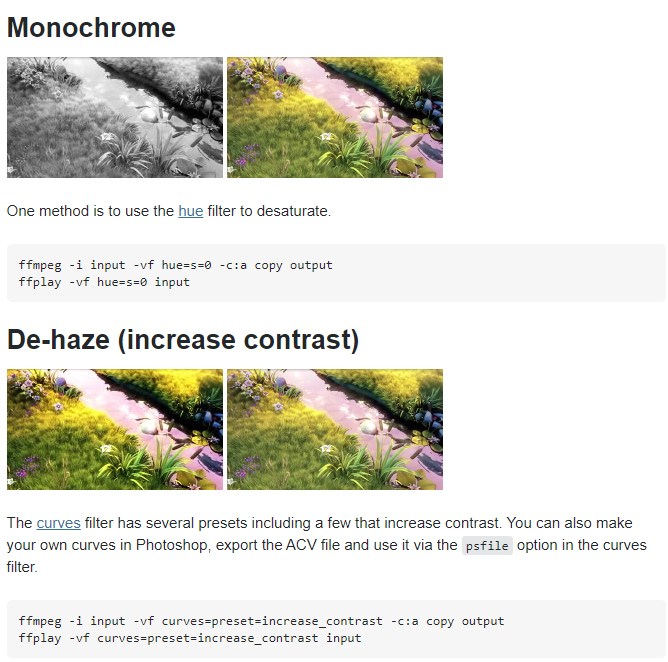 Monochrome
One method is to use the hue filter to desaturate.
ffmpeg -i input -vf hue=s=0 -c:a copy output
ffplay -vf hue=s=0 input
De-haze (increase contrast)
The curves filter has several presets including a few that increase contrast. You can also make
your own curves in Photoshop, export the ACV file and use it via the psfile option in the curves
filter.
ffmpeg -i input -vf curves=preset=increase_contrast -c:a copy output
ffplay -vf curves=preset=increase_contrast input